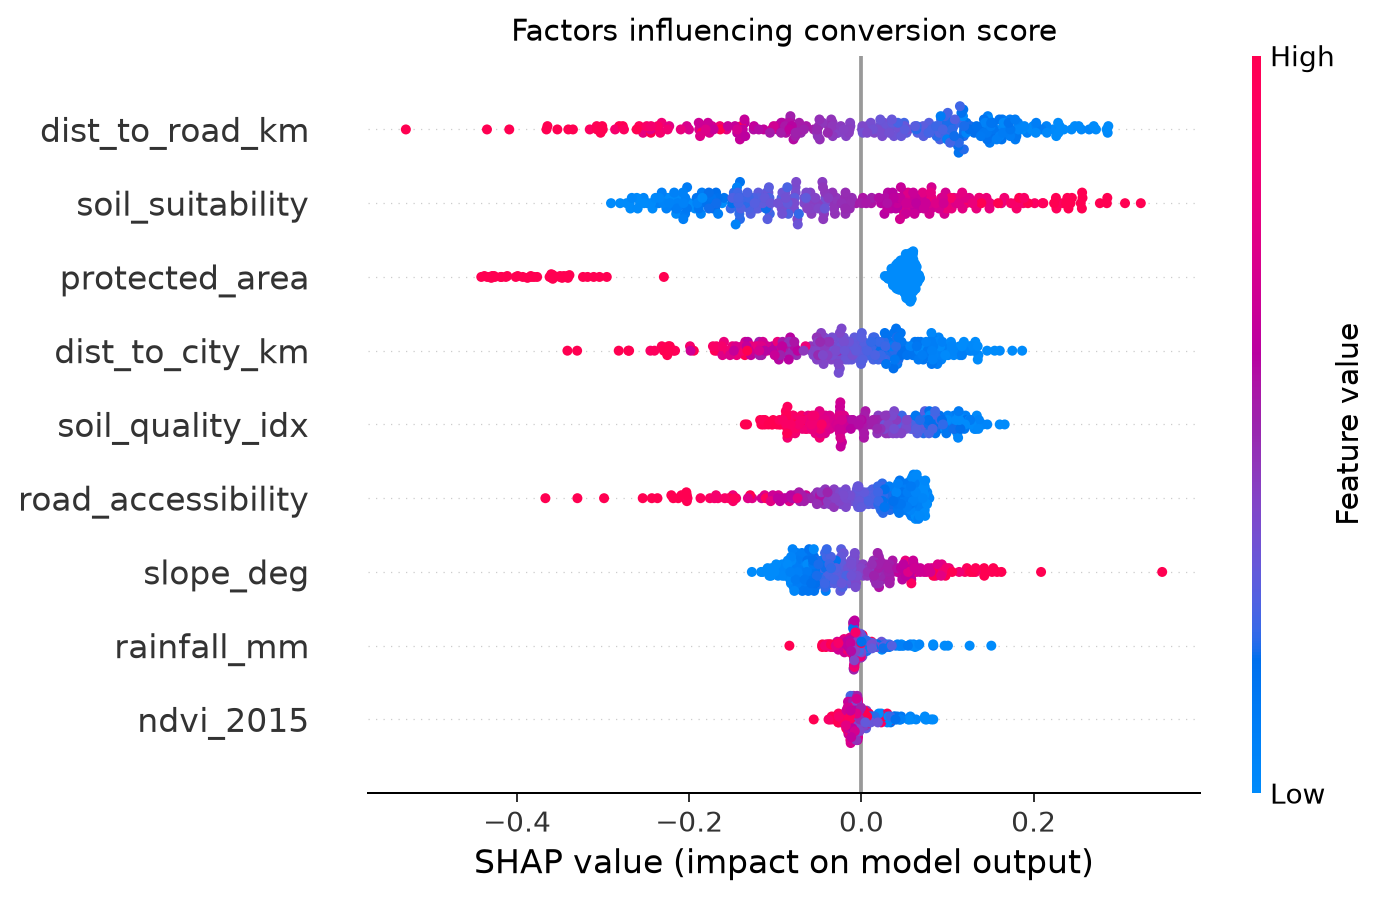 Factors influencing conversion score
High
dist_to_road_km
soil_suitability
protected_area
dist_to_city_km
soil_quality_idx
road_accessibility
slope_deg
rainfall_mm
ndvi_2015
Feature value
Low
−0.4
−0.2
0.0
0.2
SHAP value (impact on model output)